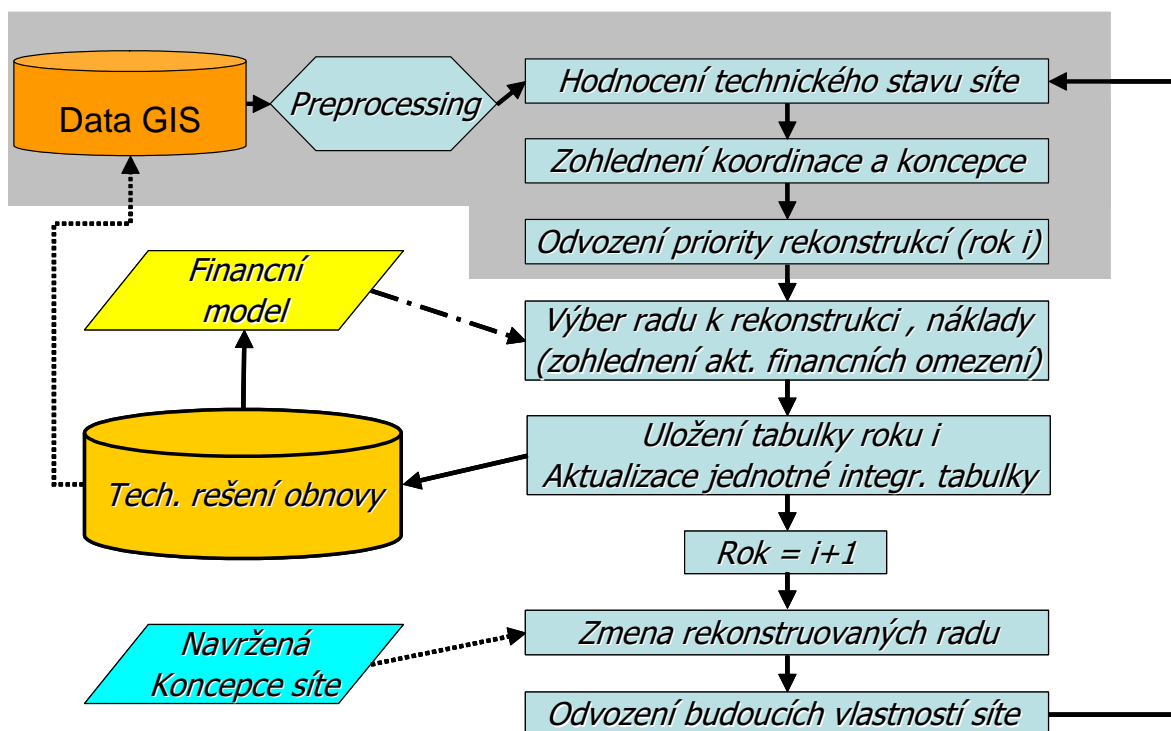 Data GIS
Preprocessing
Hodnocení technického stavu síte
Zohlednení koordinace a koncepce
Odvození priority rekonstrukcí (rok i)
Financní
model
Výber radu k rekonstrukci , náklady
(zohlednení akt. financních omezení)
Uložení tabulky roku i
Aktualizace jednotné integr. tabulky
Tech. rešení obnovy
Rok = i+1
Navržená
Koncepce síte
Zmena rekonstruovaných radu
Odvození budoucích vlastností síte